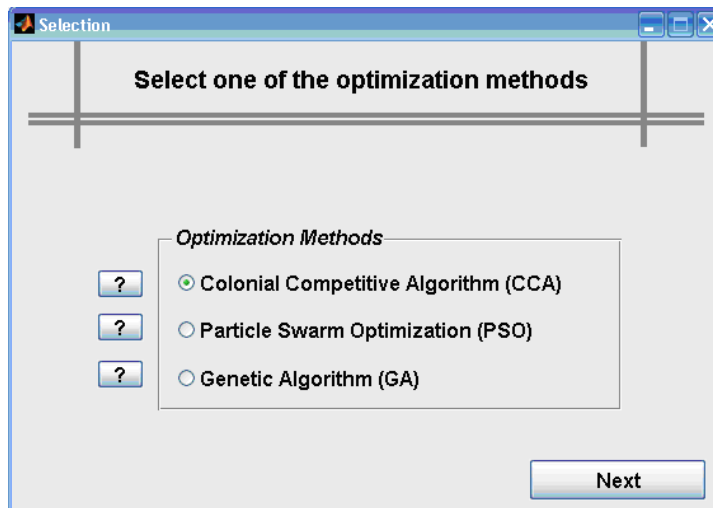 Selection
Select one of the optimization methods
Optimization Methods
? Colonial Competitive Algorithm (CCA)
? Particle Swarm Optimization (PSO)
? Genetic Algorithm (GA)
Next